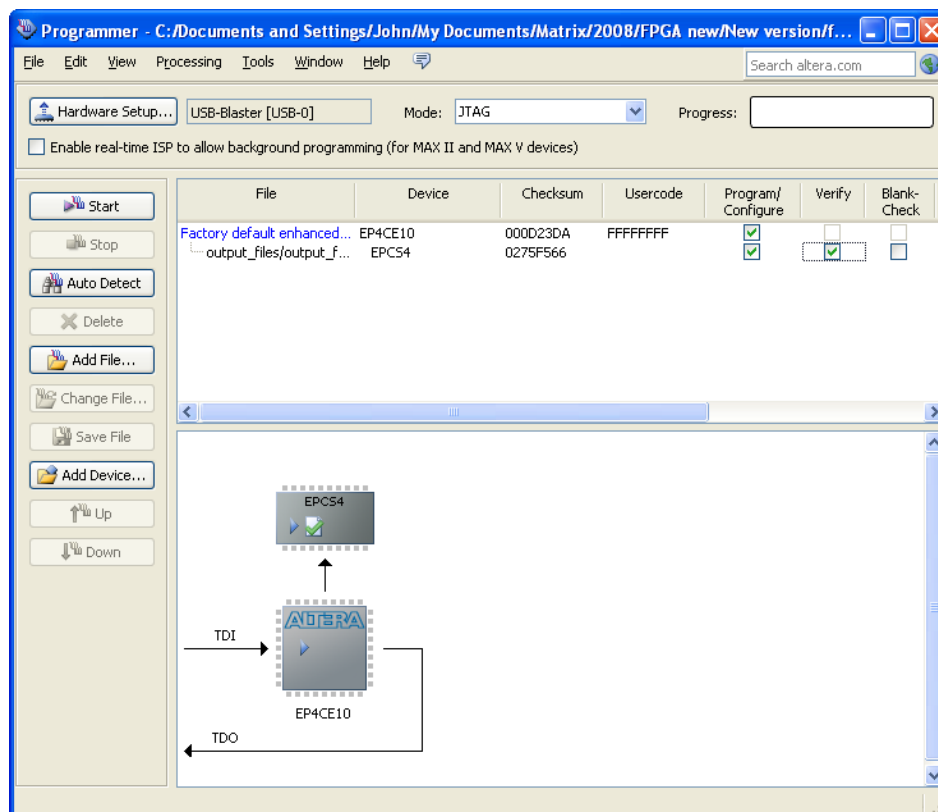 Programmer - C:/Documents and Settings/John/My Documents/Matrix/2008/FPGA new/New version/f...
File Edit View Processing Tools Window Help
Search altera.com
Hardware Setup... USB-Blaster [USB-0] Mode: JTAG Progress:
Enable real-time ISP to allow background programming (for MAX II and MAX V devices)
Start
Stop
Auto Detect
Delete
Add File...
Change File...
Save File
Add Device...
Up
Down
File Device Checksum Usercode Program/ Configure Verify Blank- Check
Factory default enhanced... EP4CE10 000D23DA FFFFFFFF
output_files/output_f... EPCS4 0275F566
EPCS4
ALTERA
TDI
EP4CE10
TDO